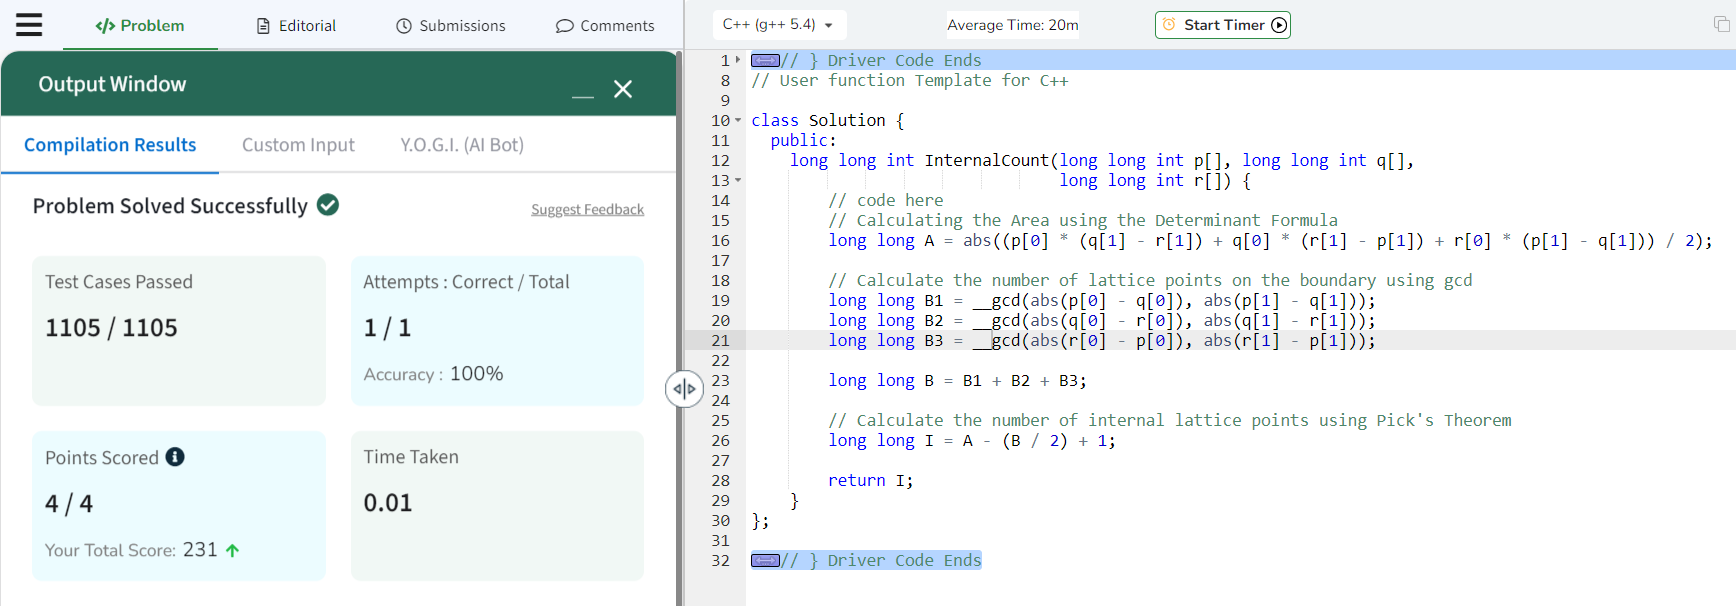 Problem
Editorial
Submissions
Comments
Output Window
Compilation Results
Custom Input
Y.O.G.I. (AI Bot)
Problem Solved Successfully
Suggest Feedback
Test Cases Passed
1105 / 1105
Attempts : Correct / Total
1 / 1
Accuracy : 100%
Points Scored
4 / 4
Your Total Score: 231
Time Taken
0.01
C++ (g++ 5.4)
Average Time: 20m
Start Timer
1 // } Driver Code Ends
8 // User function Template for C++
9
10 class Solution {
11 public:
12 long long int InternalCount(long long int p[], long long int q[],
13 long long int r[]) {
14 // code here
15 // Calculating the Area using the Determinant Formula
16 long long A = abs((p[0] * (q[1] - r[1]) + q[0] * (r[1] - p[1]) + r[0] * (p[1] - q[1])) / 2);
17
18 // Calculate the number of lattice points on the boundary using gcd
19 long long B1 = __gcd(abs(p[0] - q[0]), abs(p[1] - q[1]));
20 long long B2 = __gcd(abs(q[0] - r[0]), abs(q[1] - r[1]));
21 long long B3 = __gcd(abs(r[0] - p[0]), abs(r[1] - p[1]));
22
23 long long B = B1 + B2 + B3;
24
25 // Calculate the number of internal lattice points using Pick's Theorem
26 long long I = A - (B / 2) + 1;
27
28 return I;
29 }
30 };
31
32 // } Driver Code Ends